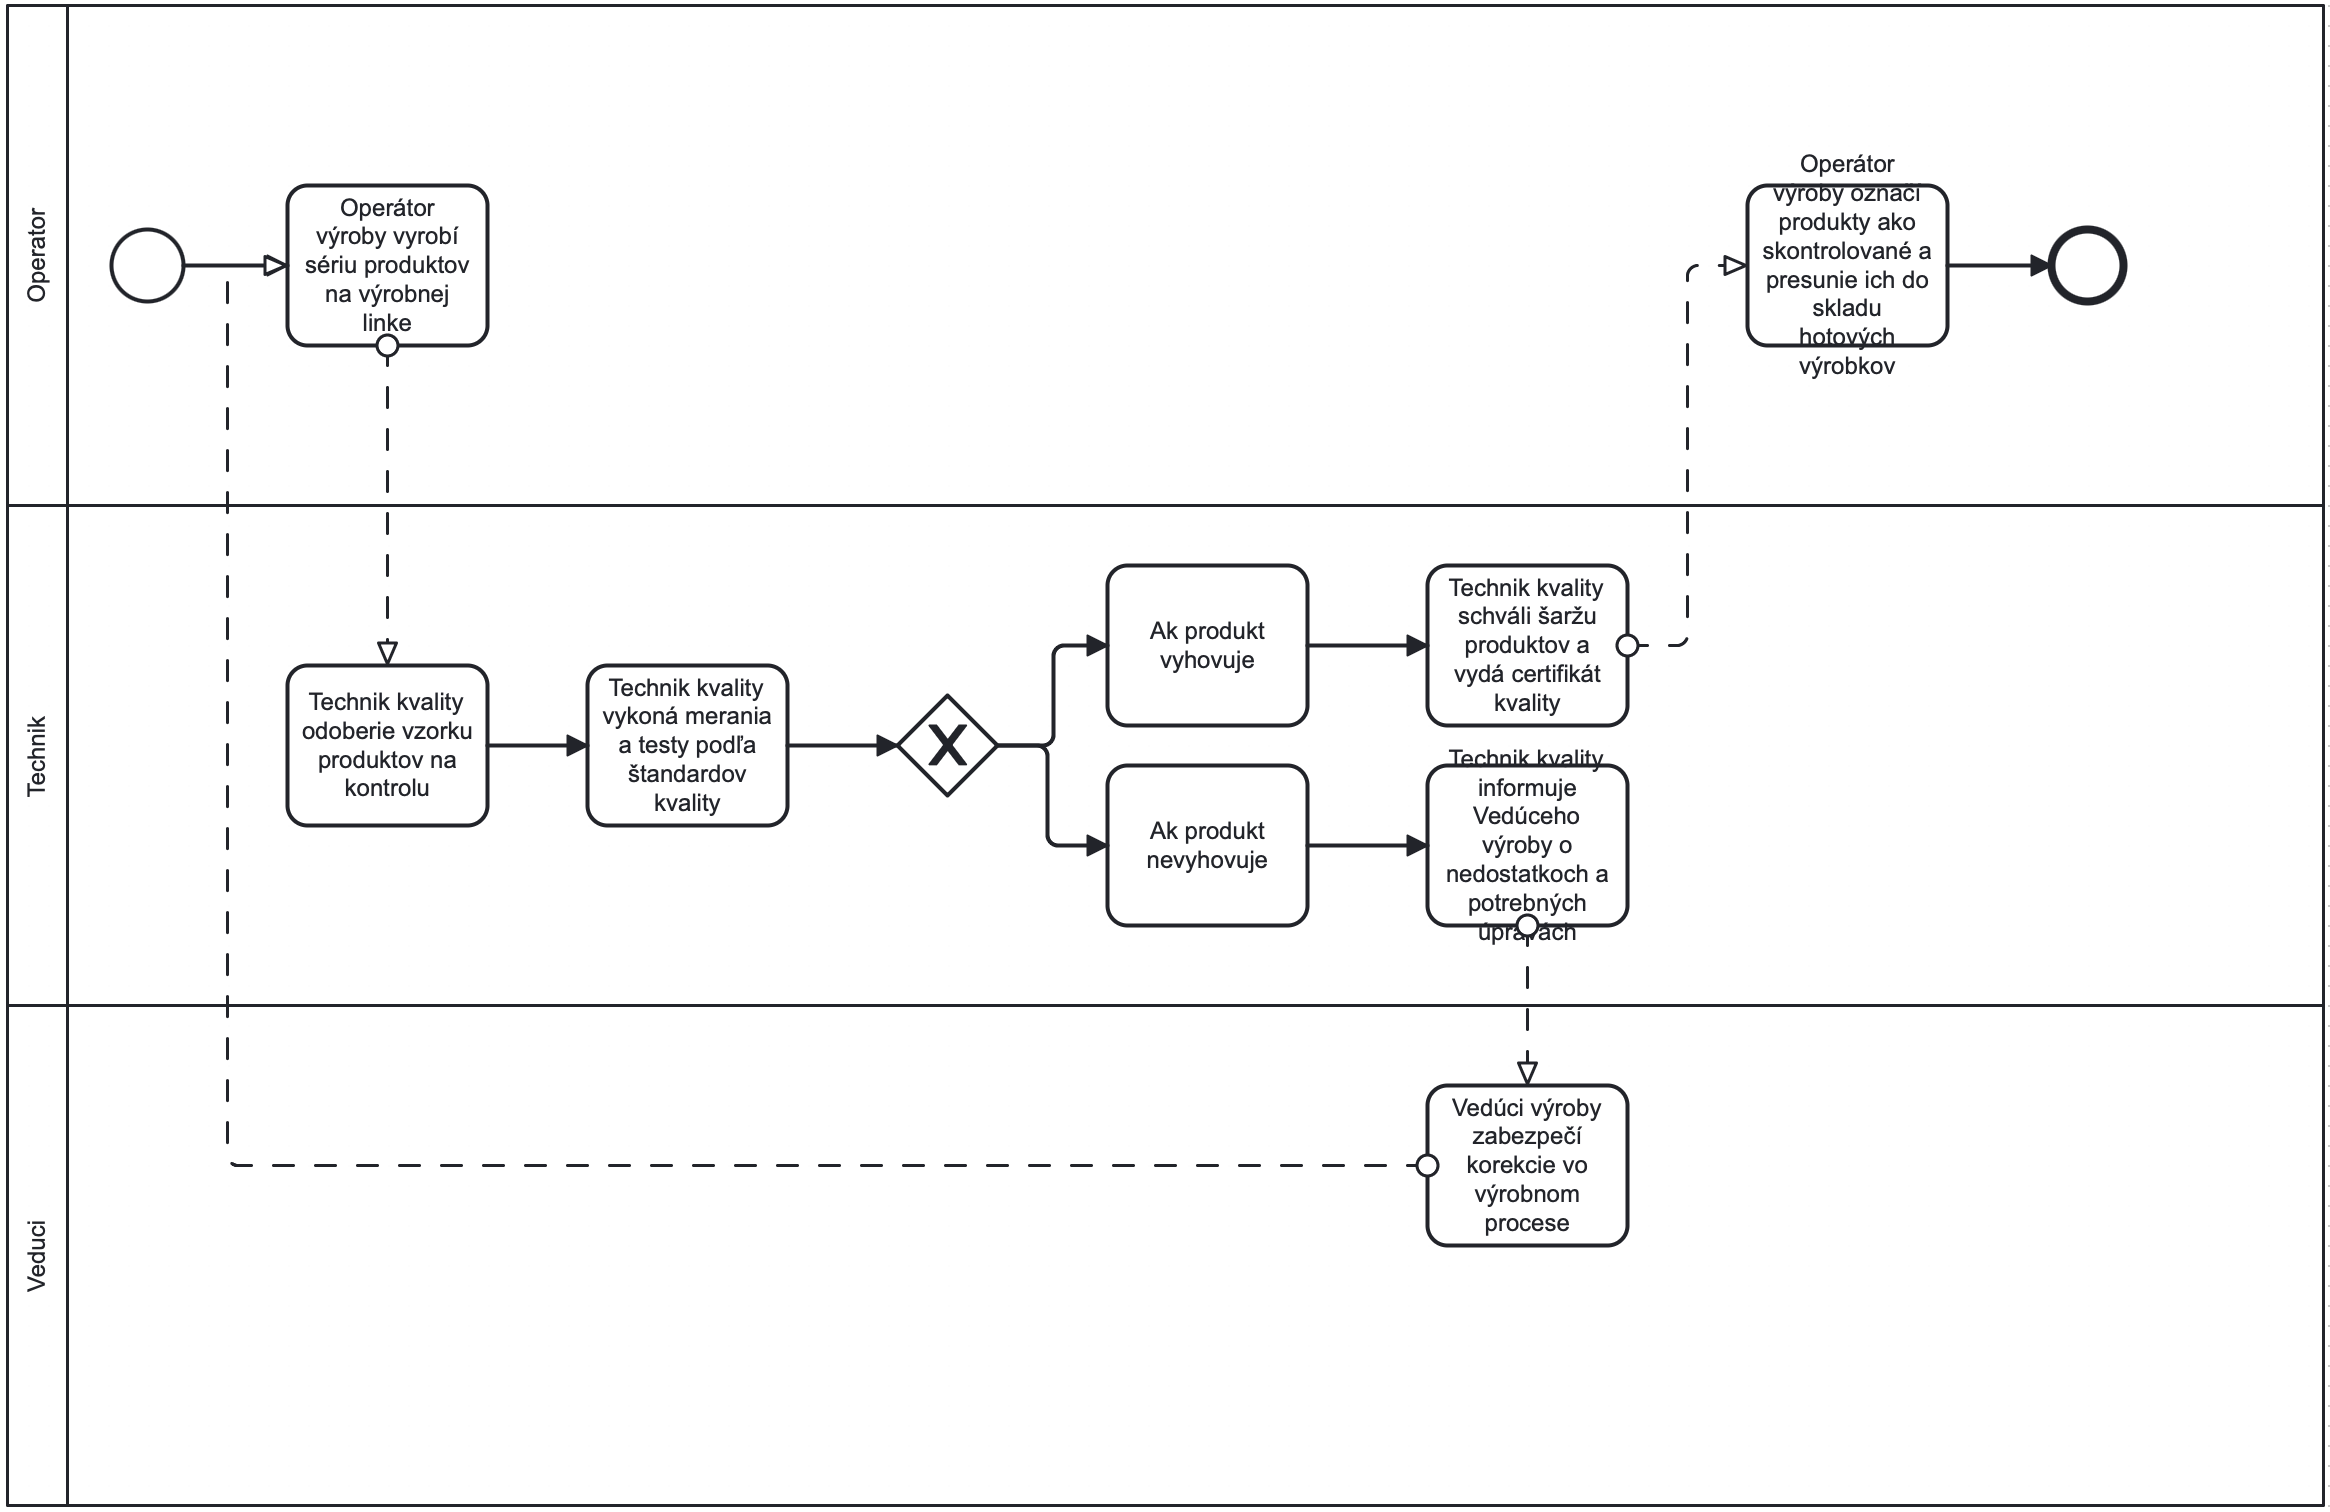 Operator
Operátor
výroby vyrobí
sériu produktov
na výrobnej
linke
Operátor
výroby označí
produkty ako
skontrolované a
presunie ich do
skladu
hotových
výrobkov
Technik
Technik kvality
odoberie vzorku
produktov na
kontrolu
Technik kvality
vykoná merania
a testy podľa
štandardov
kvality
X
Ak produkt
vyhovuje
Technik kvality
schváli šaržu
produktov a
vydá certifikát
kvality
Ak produkt
nevyhovuje
Technik kvality
informuje
Vedúceho
výroby o
nedostatkoch a
potrebných
úpravách
Veduci
Vedúci výroby
zabezpečí
korekcie vo
výrobnom
procese